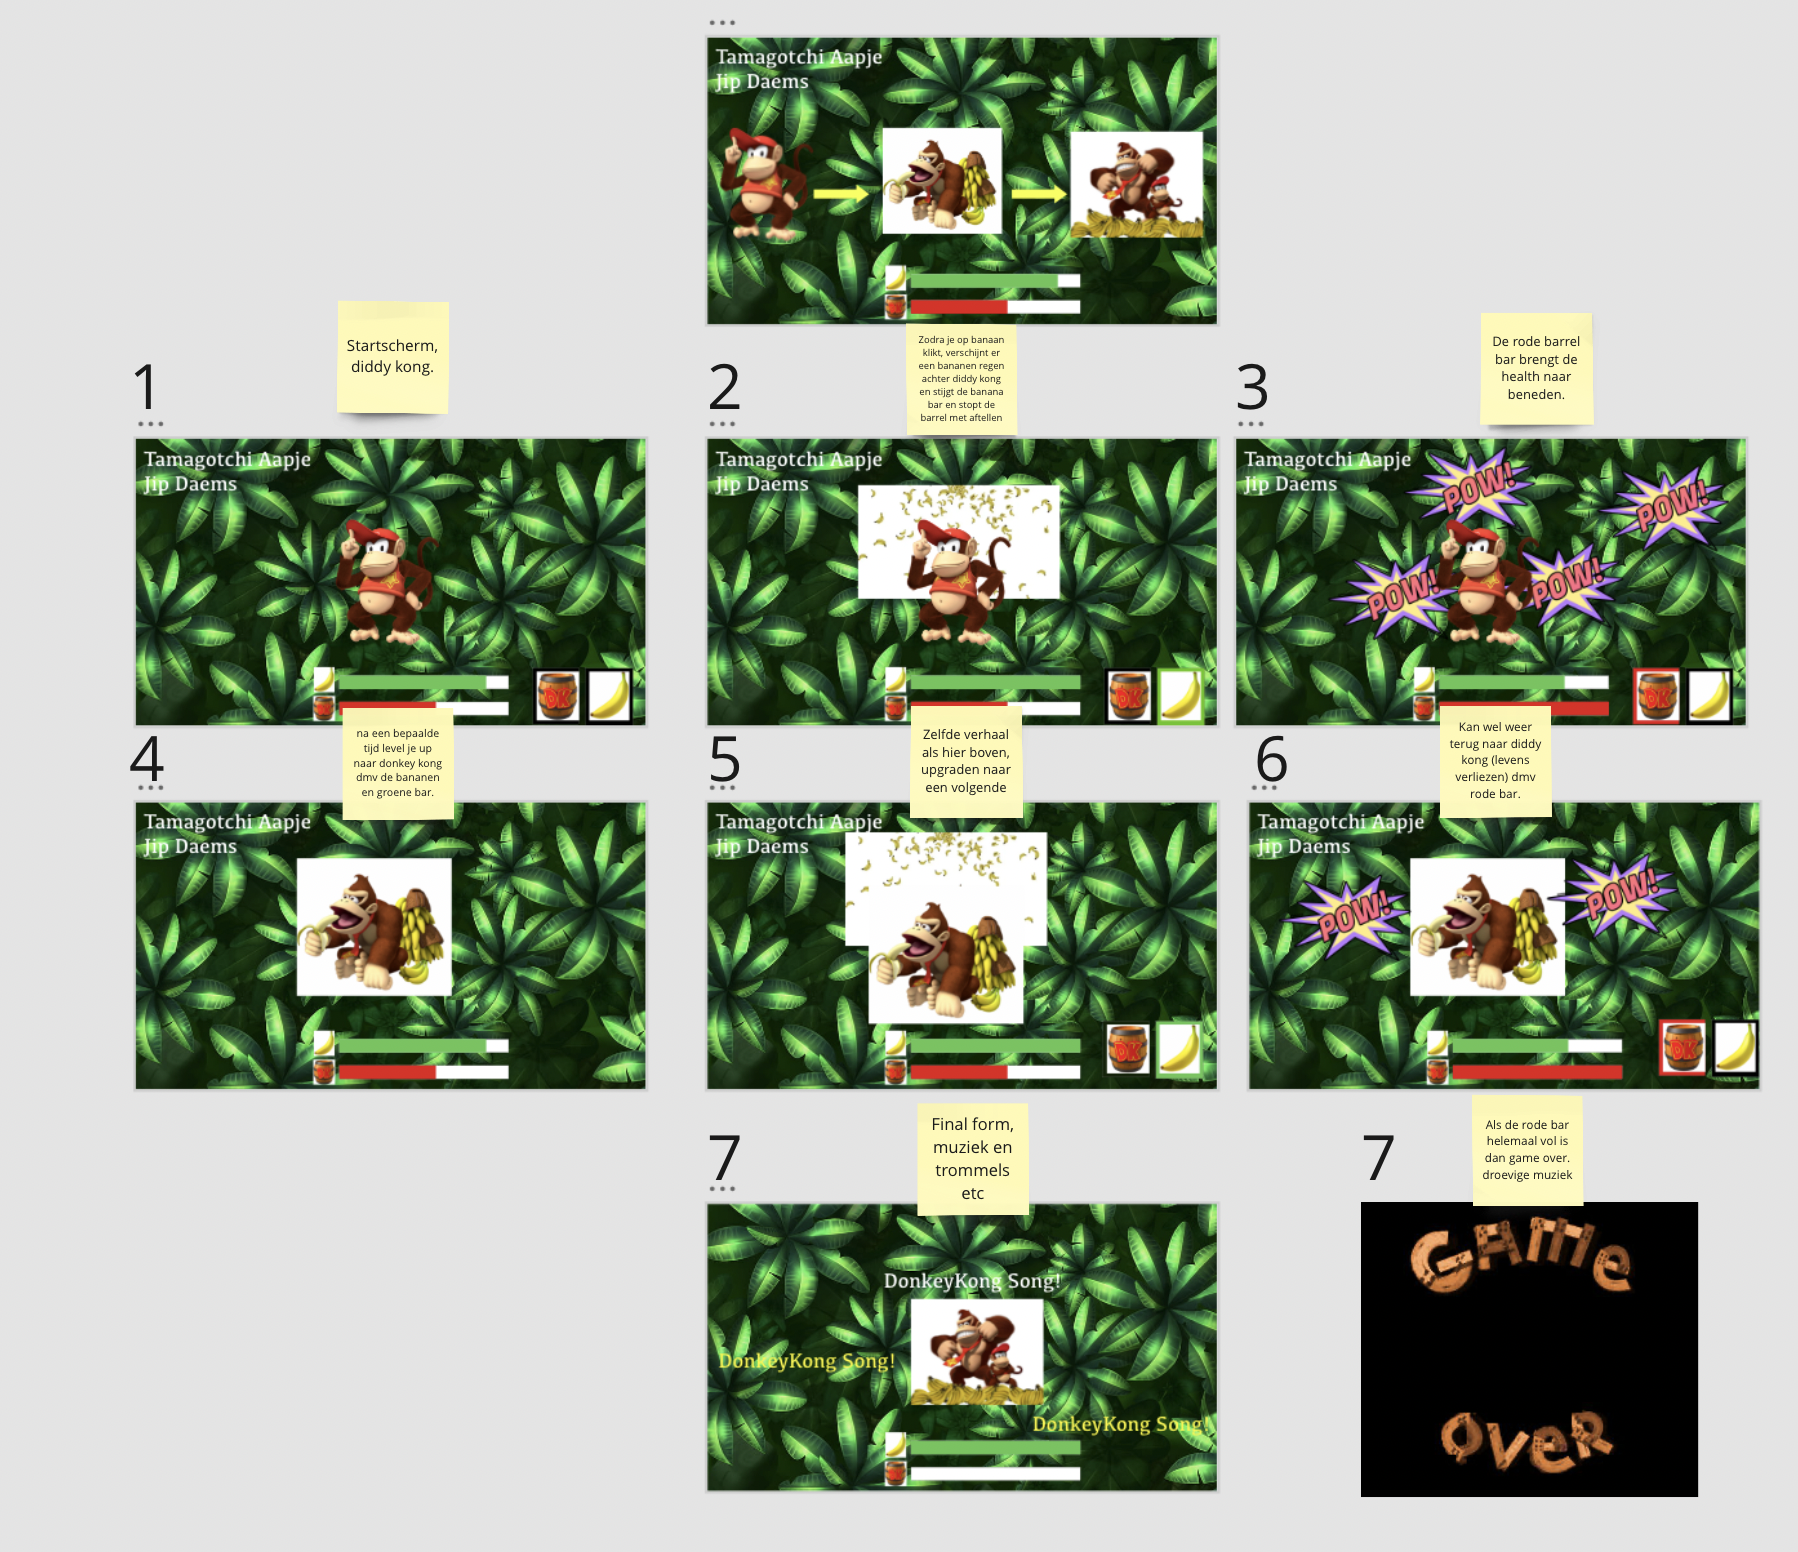 Tamagotchi Aapje
Jip Daems
Startscherm,
diddy kong.
Zodra je op banaan
klikt, verschijnt er
een bananen regen
achter diddy kong
en stijgt de banana
bar en stopt de
barrel met aftellen
De rode barrel
bar brengt de
health naar
beneden.
1
2
3
Tamagotchi Aapje
Jip Daems
DK
Tamagotchi Aapje
Jip Daems
DK
Tamagotchi Aapje
Jip Daems
POW!
POW!
POW!
POW!
DK
4
na een bepaalde
tijd level je up
naar donkey kong
dmv de bananen
en groene bar.
5
Zelfde verhaal
als hier boven,
upgraden naar
een volgende
6
Kan wel weer
terug naar diddy
kong (levens
verliezen) dmv
rode bar.
Tamagotchi Aapje
Jip Daems
Tamagotchi Aapje
Jip Daems
DK
Tamagotchi Aapje
Jip Daems
POW!
POW!
DK
7
Final form,
muziek en
trommels
etc
7
Als de rode bar
helemaal vol is
dan game over.
droevige muziek
DonkeyKong Song!
DonkeyKong Song!
DonkeyKong Song!
GAme
OveR